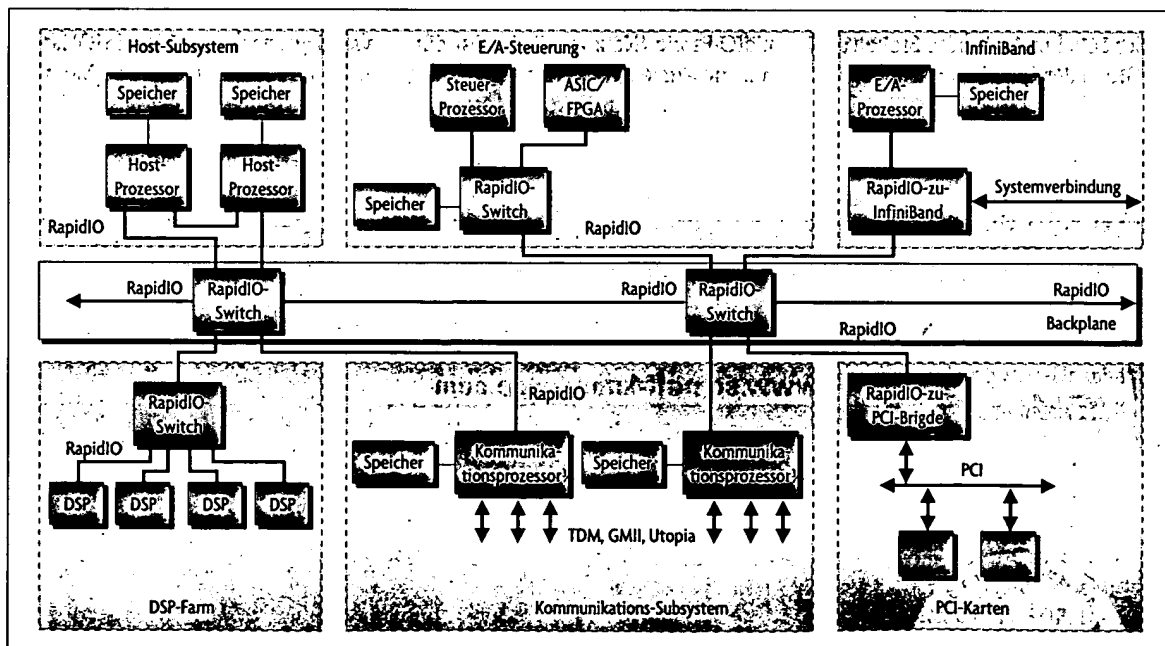 Host-Subsystem
E/A-Steuerung
InfiniBand
Speicher
Speicher
Steuer-
Prozessor
ASIC/
FPGA
E/A-
Prozessor
Speicher
Host-
Prozessor
Host-
Prozessor
Speicher
RapidIO-
Switch
RapidIO-zu-
InfiniBand
Systemverbindung
RapidIO
RapidIO
RapidIO
RapidIO-
Switch
RapidIO
RapidIO-
Switch
RapidIO
Backplane
RapidIO
RapidIO-
Switch
RapidIO
DSP
DSP
DSP
DSP
DSP-Farm
RapidIO
Speicher
Kommunika-
tionsprozessor
Speicher
Kommunika-
tionsprozessor
TDM, GMII, Utopia
Kommunikations-Subsystem
RapidIO-zu
PCI-Brigde
PCI
PCI-Karten